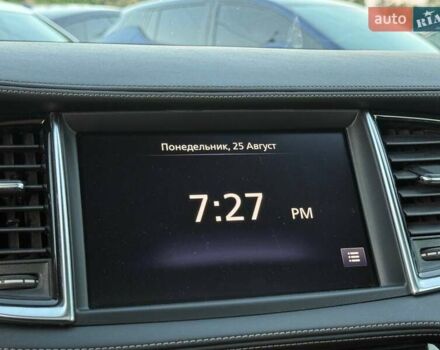 auto RIA
Понедельник, 25 Август
7:27 PM